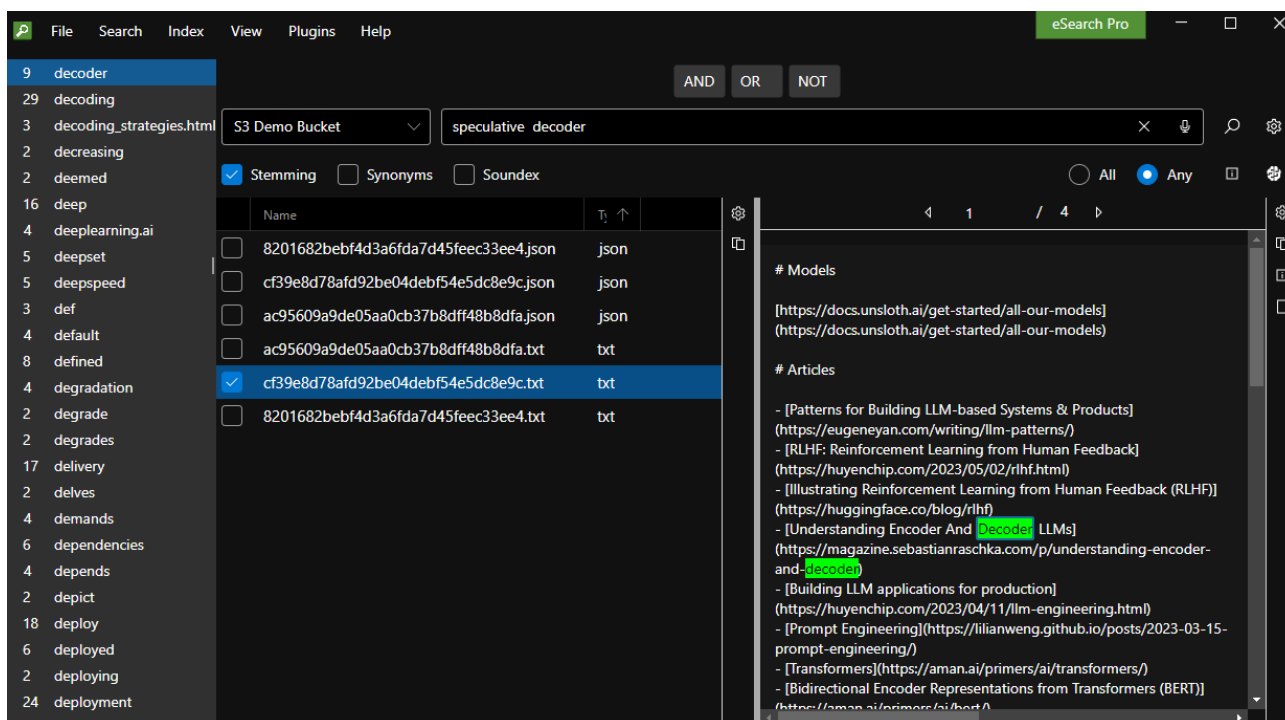 File Search Index View Plugins Help eSearch Pro
9 decoder
29 decoding
3 decoding_strategies.html
2 decreasing
2 deemed
16 deep
4 deeplearning.ai
5 deepset
5 deepspeed
3 def
4 default
8 defined
4 degradation
2 degrade
2 degrades
17 delivery
2 delves
4 demands
6 dependencies
4 depends
2 depict
18 deploy
6 deployed
2 deploying
24 deployment
AND OR NOT
S3 Demo Bucket speculative decoder
Stemming Synonyms Soundex All Any
Name
8201682bebf4d3a6fda7d45feec33ee4.json json
cf39e8d78afd92be04debf54e5dc8e9c.json json
ac95609a9de05aa0cb37b8dff48b8dfa.json json
ac95609a9de05aa0cb37b8dff48b8dfa.txt txt
cf39e8d78afd92be04debf54e5dc8e9c.txt txt
8201682bebf4d3a6fda7d45feec33ee4.txt txt
1 / 4
# Models
[https://docs.unsloth.ai/get-started/all-our-models]
(https://docs.unsloth.ai/get-started/all-our-models)
# Articles
- [Patterns for Building LLM-based Systems & Products]
(https://eugeneyan.com/writing/llm-patterns/)
- [RLHF: Reinforcement Learning from Human Feedback]
(https://huyenchip.com/2023/05/02/rlhf.html)
- [Illustrating Reinforcement Learning from Human Feedback (RLHF)]
(https://huggingface.co/blog/rlhf)
- [Understanding Encoder And Decoder LLMs]
(https://magazine.sebastianraschka.com/p/understanding-encoder-
and-decoder)
- [Building LLM applications for production]
(https://huyenchip.com/2023/04/11/llm-engineering.html)
- [Prompt Engineering](https://lilianweng.github.io/posts/2023-03-15-
prompt-engineering/)
- [Transformers](https://aman.ai/primers/ai/transformers/)
- [Bidirectional Encoder Representations from Transformers (BERT)]
(https://aman.ai/primers/ai/bert/)